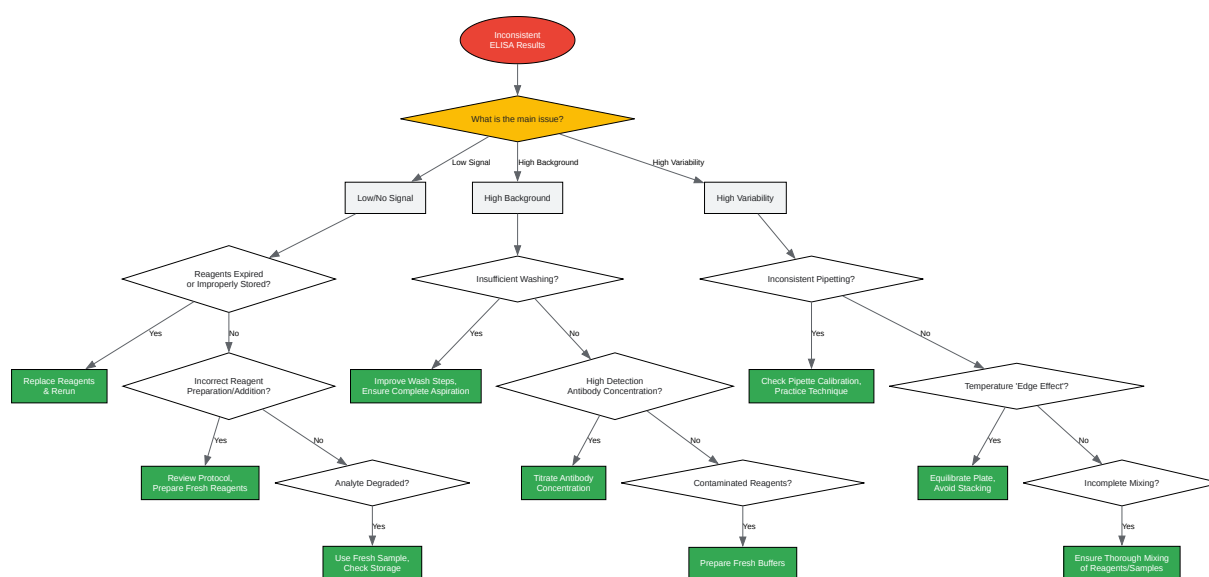 Inconsistent
ELISA Results
What is the main issue?
Low Signal
High Background
High Variability
Low/No Signal
High Background
High Variability
Reagents Expired
or Improperly Stored?
Insufficient Washing?
Inconsistent Pipetting?
Yes
No
Yes
No
Yes
No
Replace Reagents
& Rerun
Incorrect Reagent
Preparation/Addition?
Improve Wash Steps,
Ensure Complete Aspiration
High Detection
Antibody Concentration?
Check Pipette Calibration,
Practice Technique
Temperature 'Edge Effect'?
Yes
No
Yes
No
Yes
No
Review Protocol,
Prepare Fresh Reagents
Analyte Degraded?
Titrate Antibody
Concentration
Contaminated Reagents?
Equilibrate Plate,
Avoid Stacking
Incomplete Mixing?
Yes
Yes
Yes
Use Fresh Sample,
Check Storage
Prepare Fresh Buffers
Ensure Thorough Mixing
of Reagents/Samples